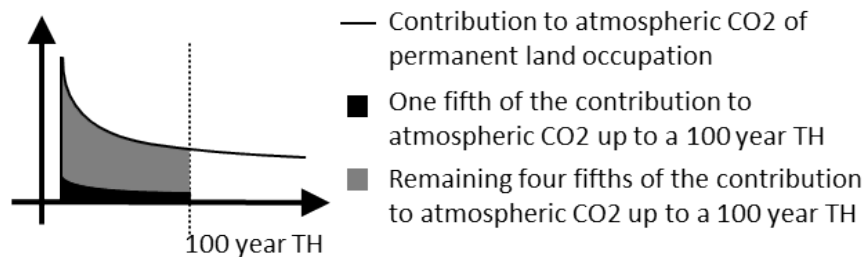 Contribution to atmospheric CO2 of
permanent land occupation
One fifth of the contribution to
atmospheric CO2 up to a 100 year TH
Remaining four fifths of the contribution
to atmospheric CO2 up to a 100 year TH
100 year TH